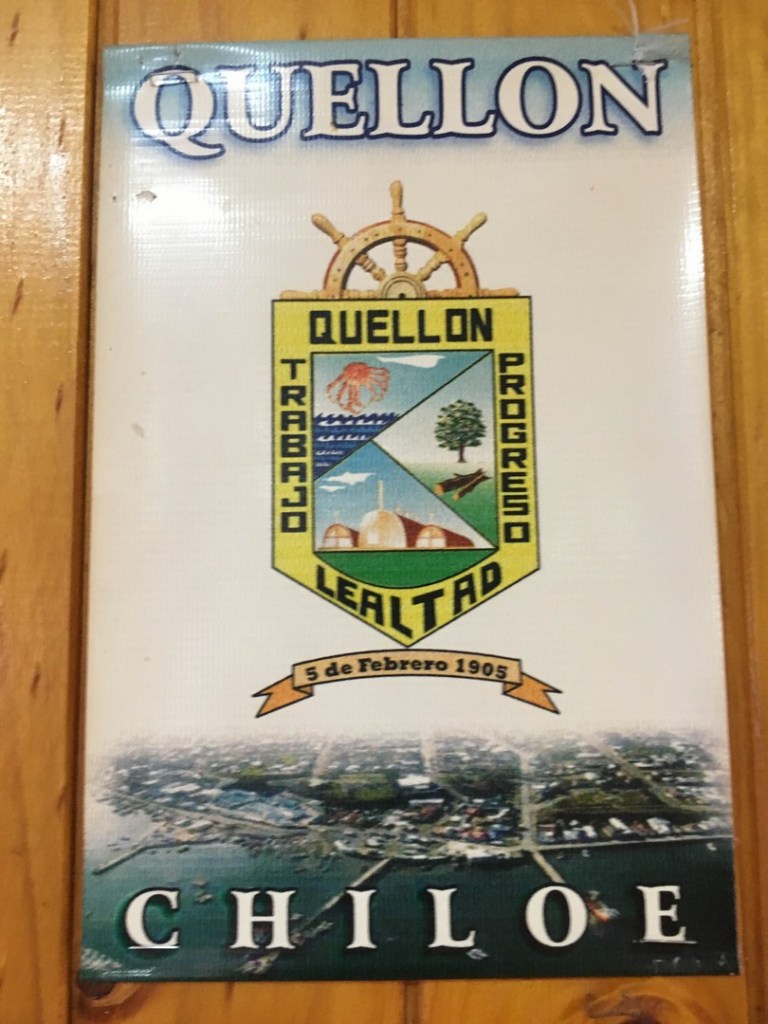 QUELLON
QUELLON
TRABAJO
PROGRESO
LEALTAD
5 de Febrero 1905
CHILOE